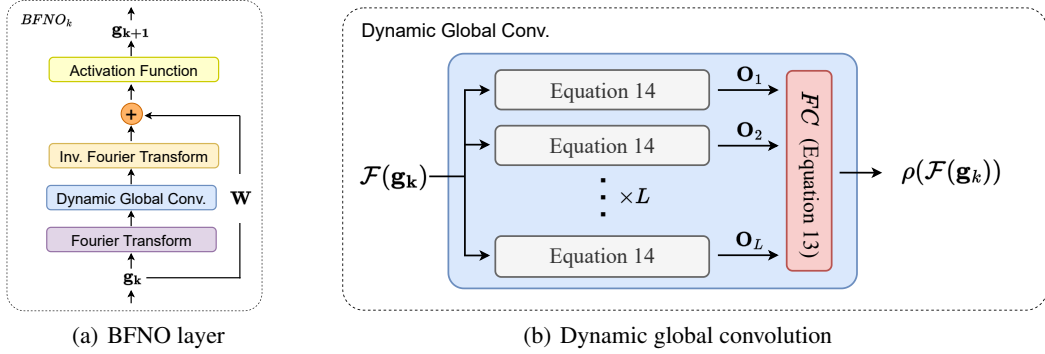 BFNOₖ
g_{k+1}
Activation Function
+
Inv. Fourier Transform
Dynamic Global Conv.
W
Fourier Transform
g_k
(a) BFNO layer
Dynamic Global Conv.
Equation 14
O_1
Equation 14
O_2
F(g_k)
⋮ ×L
Equation 14
O_L
FC (Equation 13)
ρ(F(g_k))
(b) Dynamic global convolution